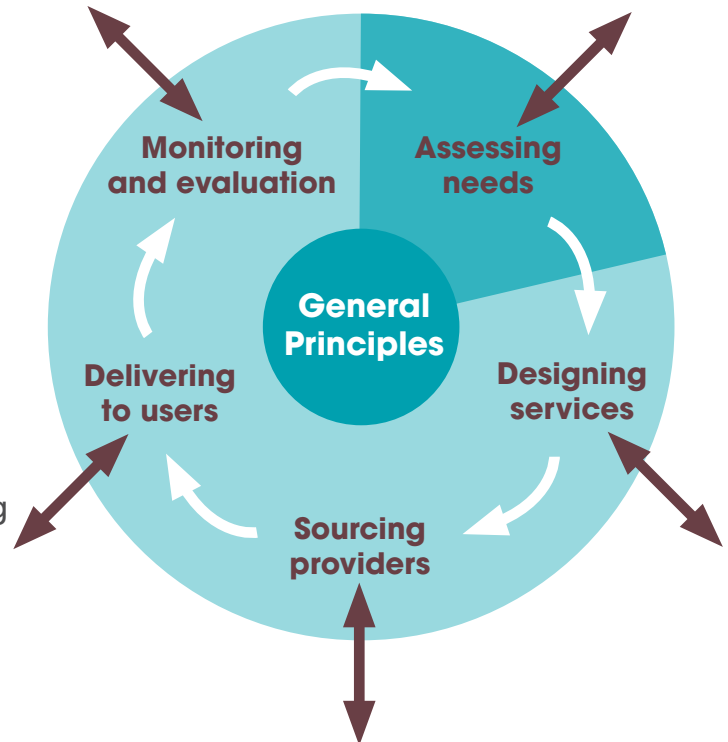 Monitoring
and evaluation
Assessing
needs
General
Principles
Delivering
to users
Designing
services
g
Sourcing
providers